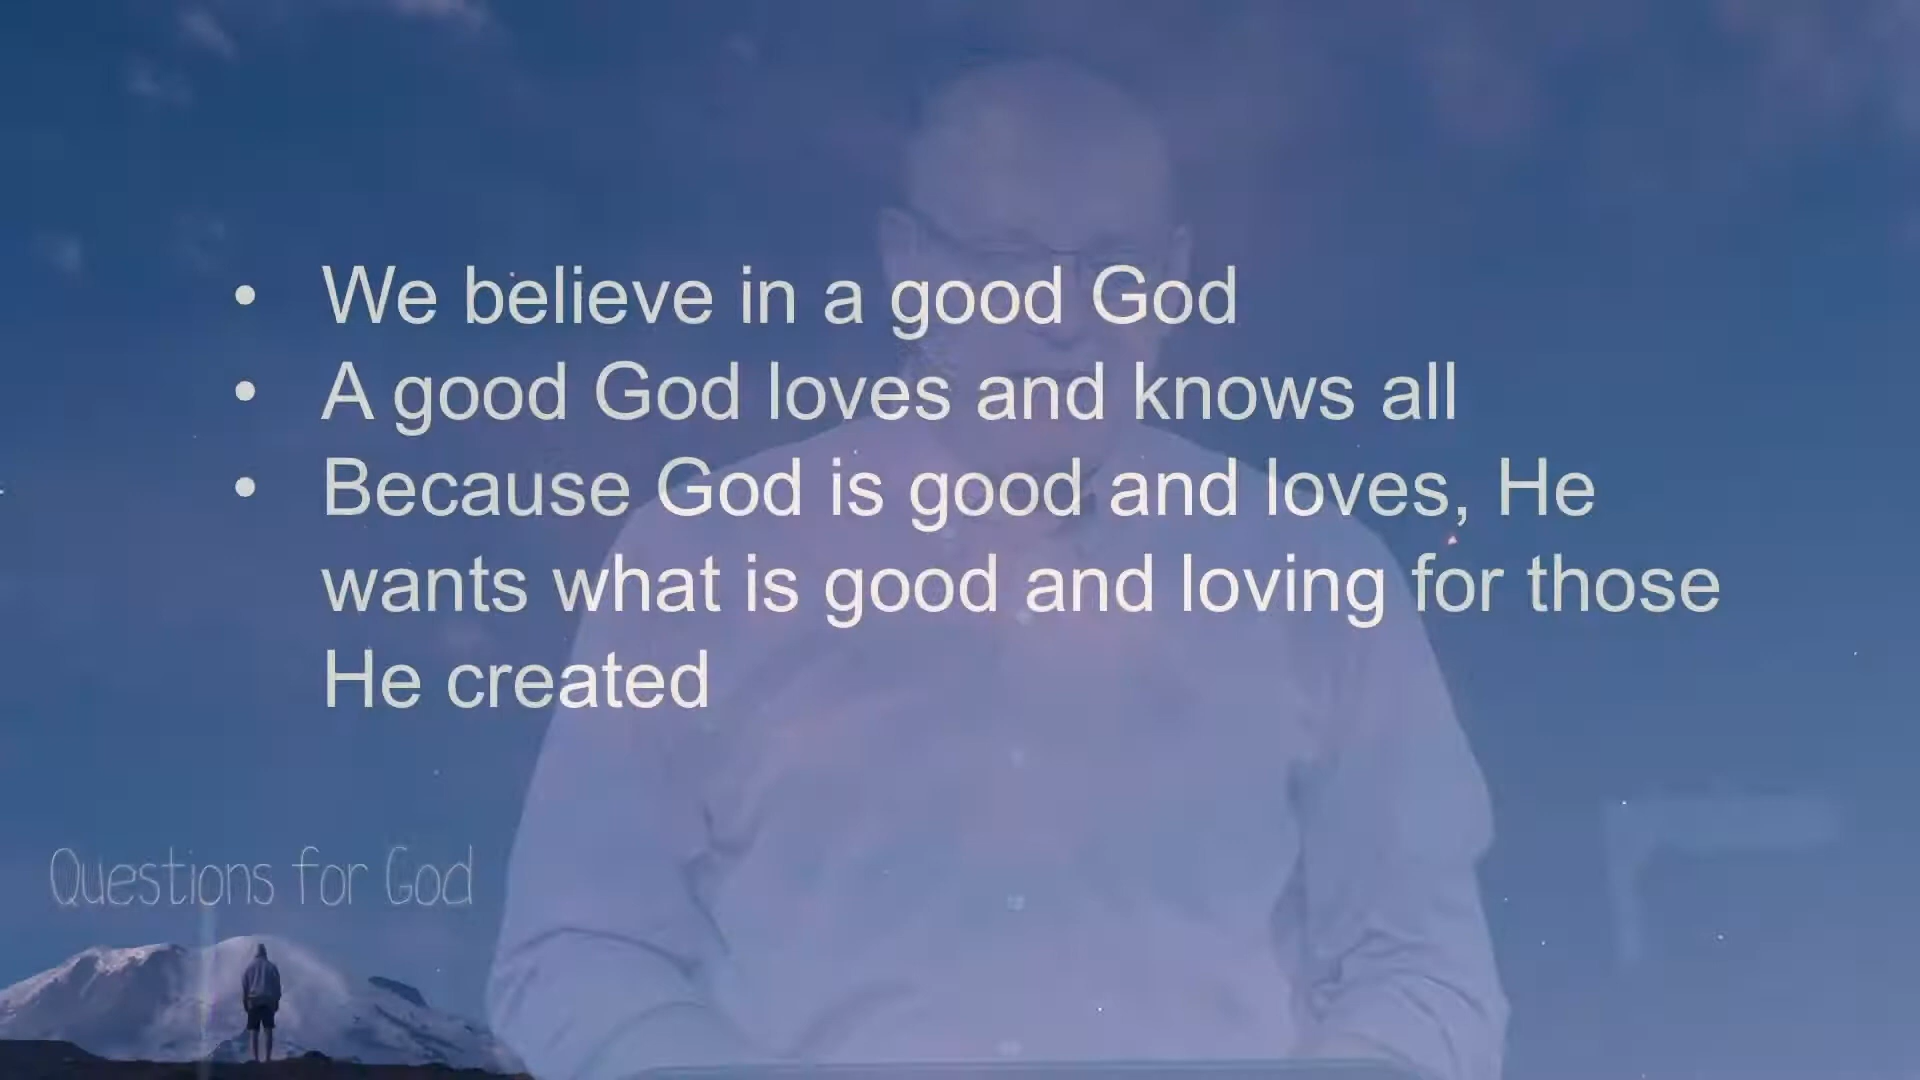 • We believe in a good God
• A good God loves and knows all
• Because God is good and loves, He
wants what is good and loving for those
He created
Questions for God